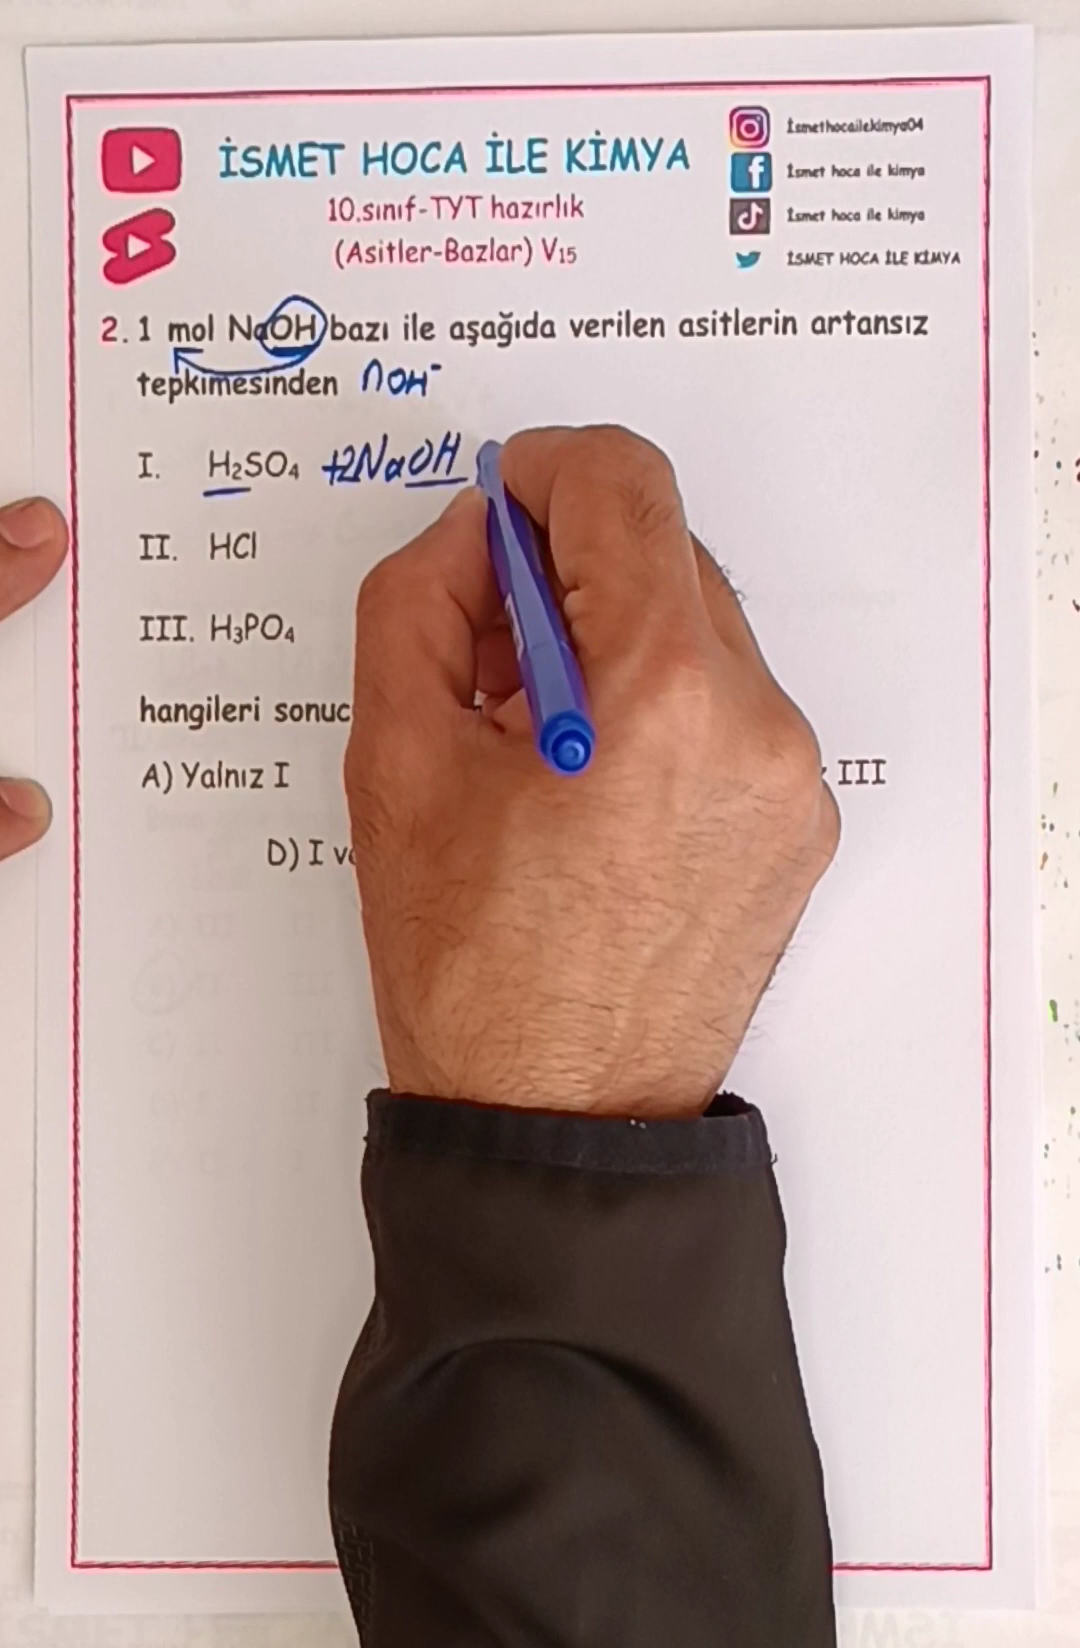 İSMET HOCA İLE KİMYA
10.sınıf-TYT hazırlık
(Asitler-Bazlar) V15
İsmethocailekimya04
İsmet hoca ile kimya
İsmet hoca ile kimya
İSMET HOCA İLE KİMYA
2. 1 mol NaOH bazı ile aşağıda verilen asitlerin artansız
tepkimesinden nOH⁻
I. H₂SO₄ +2NaOH
II. HCl
III. H₃PO₄
hangileri
A) Yalnız I
III
D) I